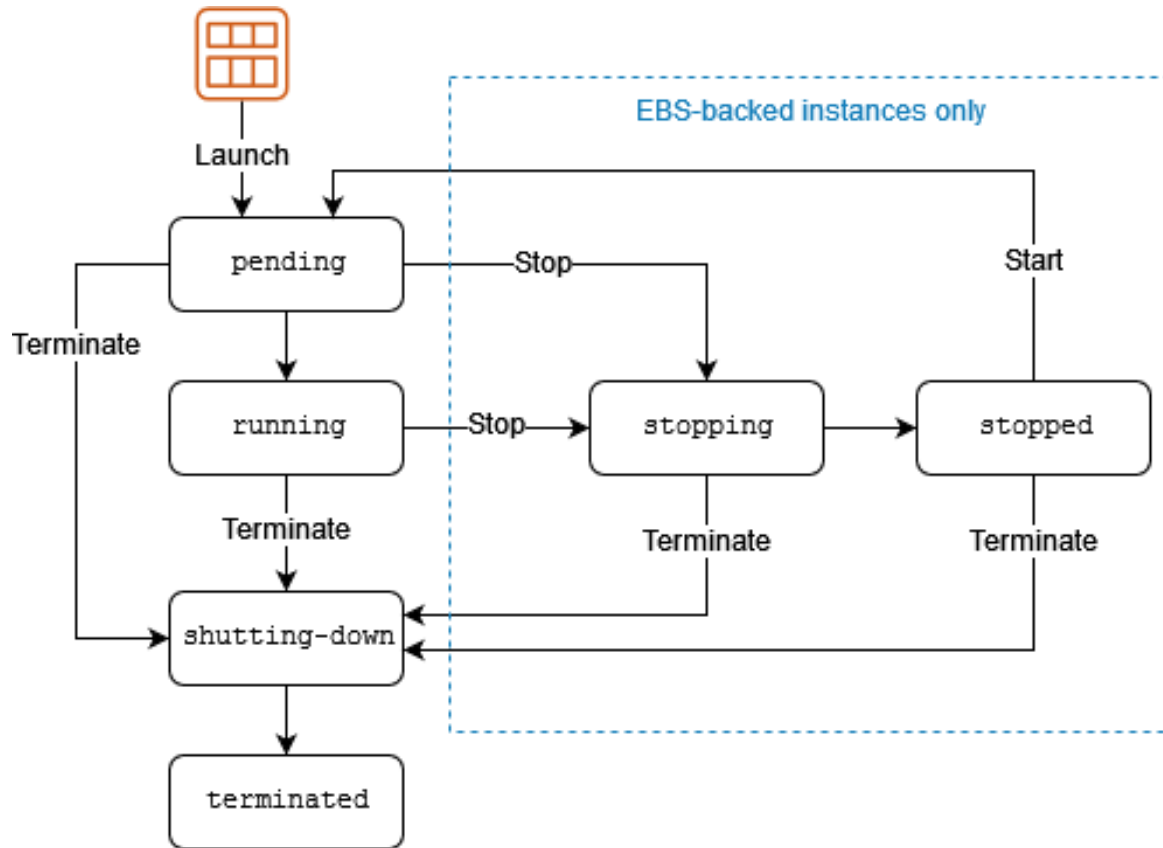 EBS-backed instances only
Launch
pending
Stop
Start
Terminate
running
Stop
stopping
stopped
Terminate
Terminate
Terminate
shutting-down
terminated